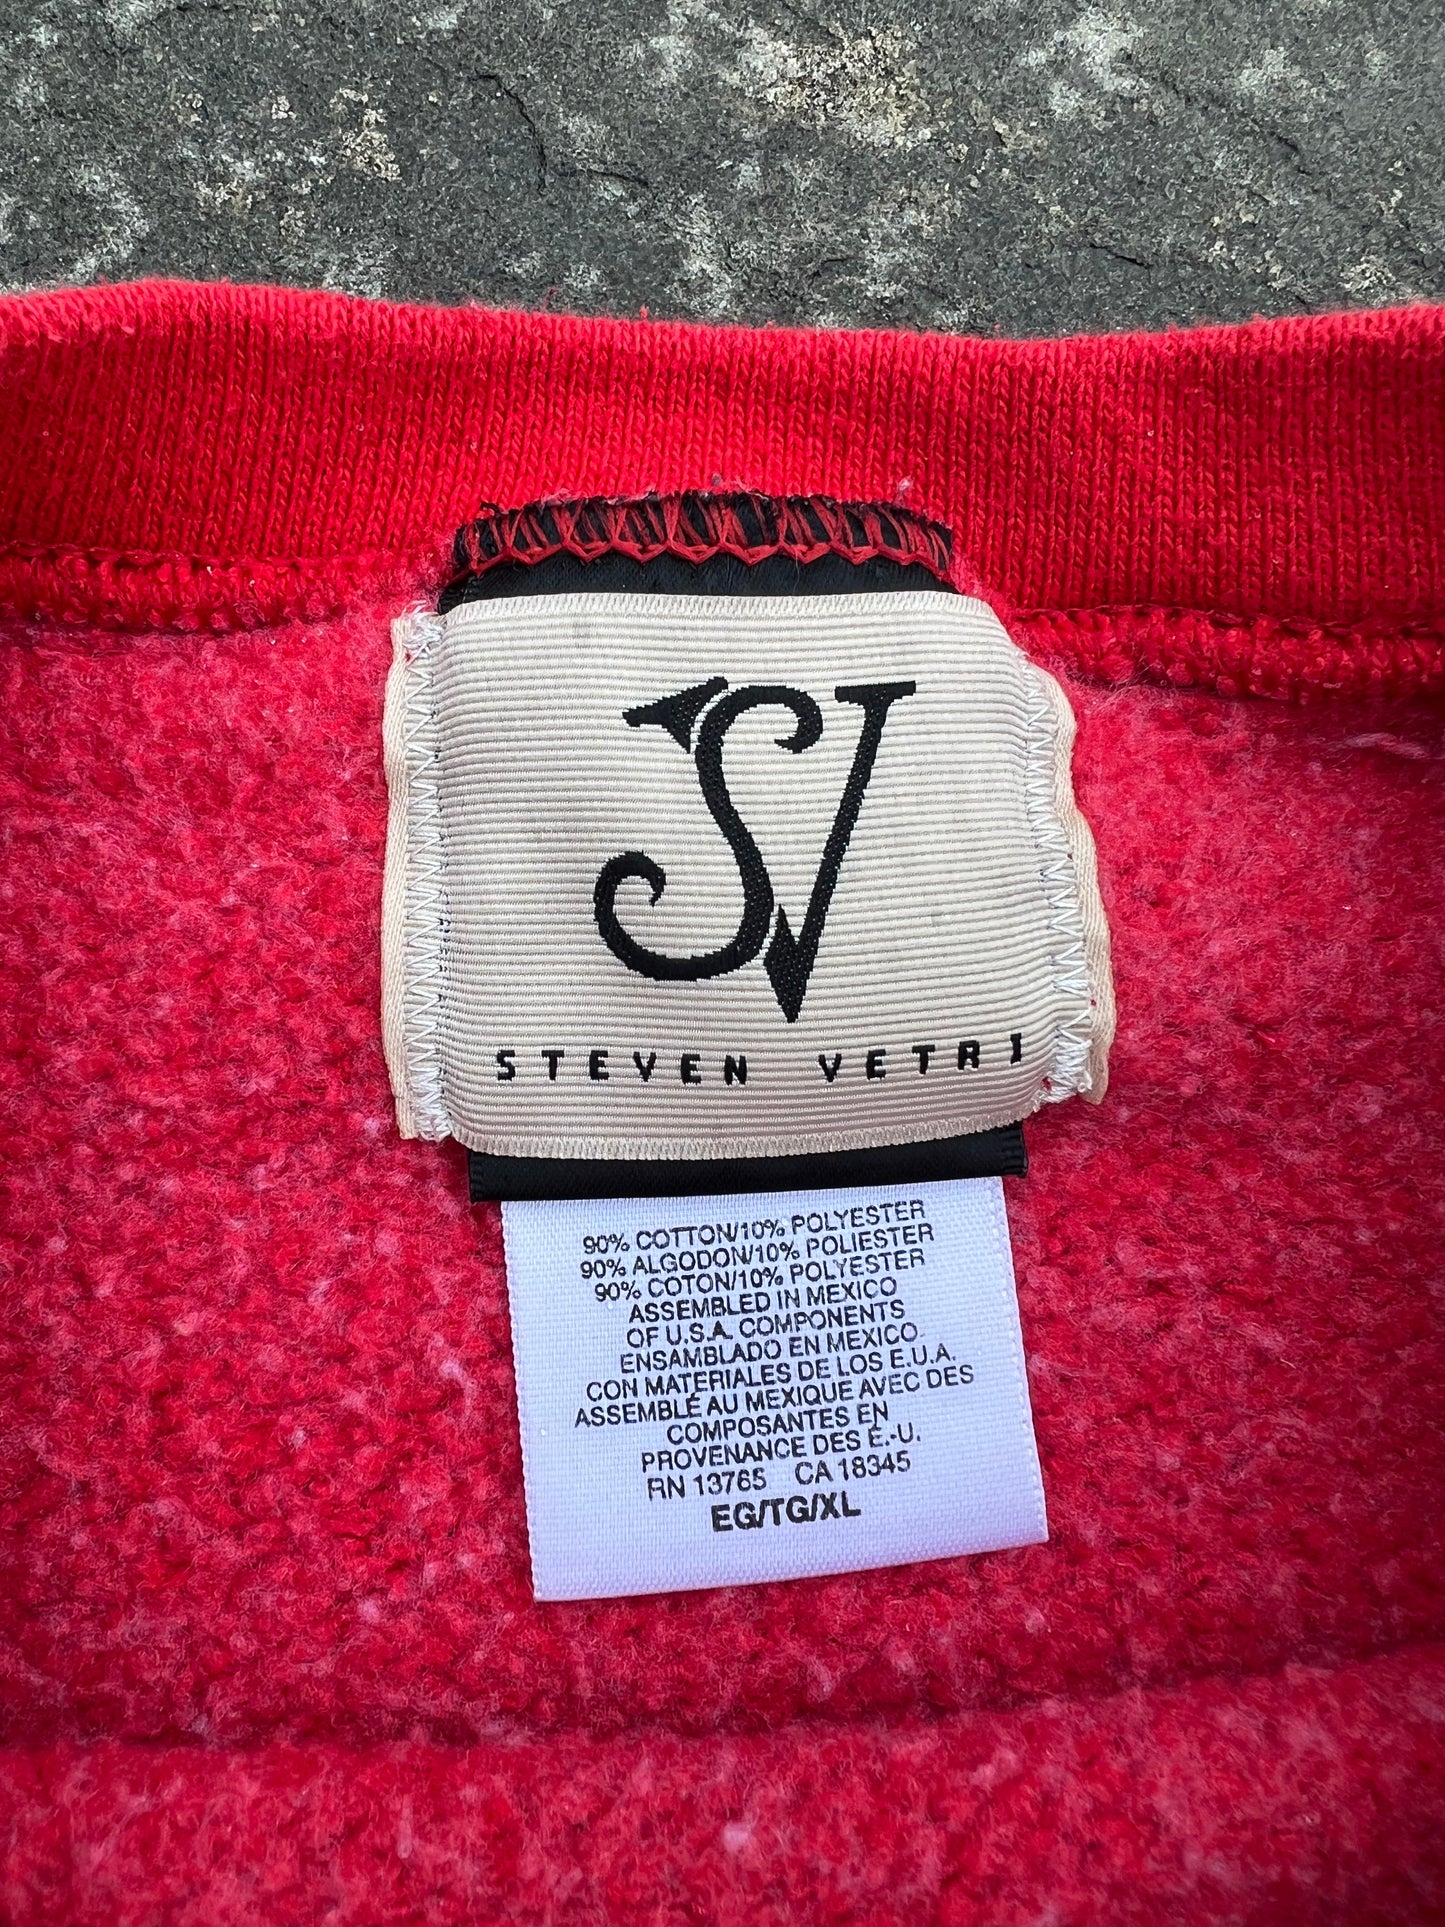 SV
STEVEN VETRI
90% COTTON/10% POLYESTER
90% ALGODON/10% POLIESTER
90% COTON/10% POLYESTER
ASSEMBLED IN MEXICO
OF U.S.A. COMPONENTS
ENSAMBLADO EN MEXICO
CON MATERIALES DE LOS E.U.A.
ASSEMBLÉ AU MEXIQUE AVEC DES
COMPOSANTES EN
PROVENANCE DES É.-U.
RN 13765 CA 18345
EG/TG/XL